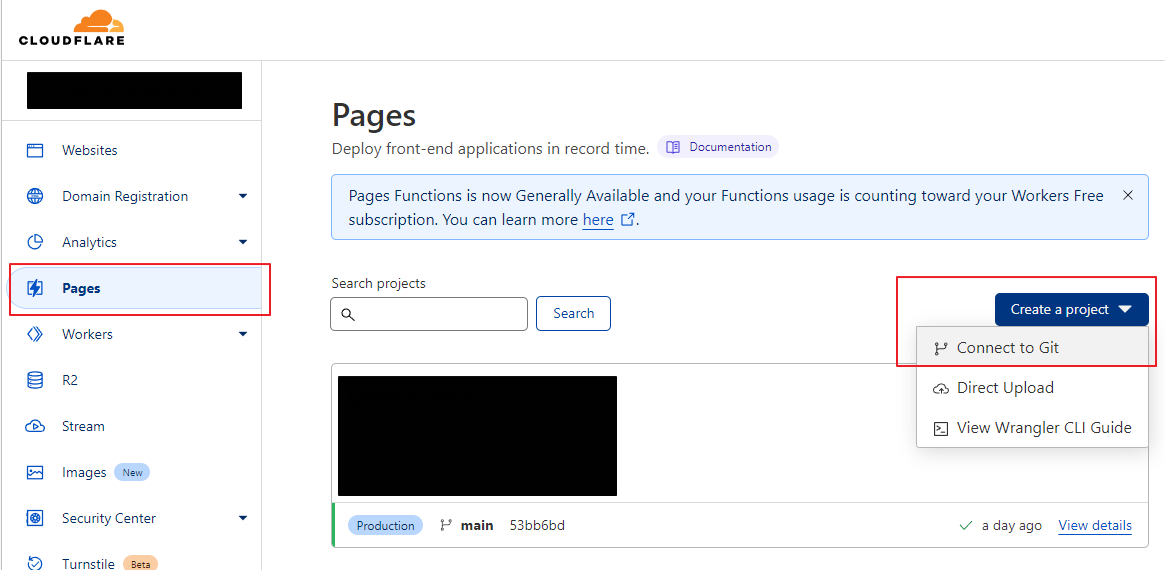 CLOUDFLARE
Websites
Domain Registration
Analytics
Pages
Workers
R2
Stream
Images New
Security Center
Turnstile Beta
Pages
Deploy front-end applications in record time. Documentation
Pages Functions is now Generally Available and your Functions usage is counting toward your Workers Free
subscription. You can learn more here.
Search projects
Search
Create a project
Connect to Git
Direct Upload
View Wrangler CLI Guide
Production main 53bb6bd a day ago View details